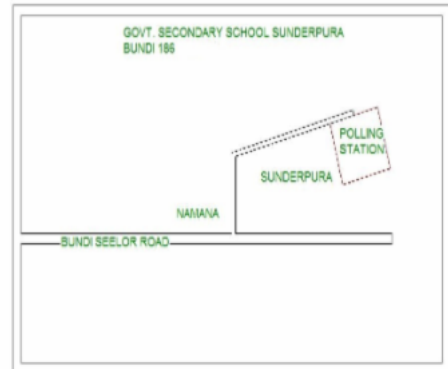 GOVT. SECONDARY SCHOOL SUNDERPURA
BUNDI 186
POLLING
STATION
SUNDERPURA
NAMANA
BUNDI SEELOR ROAD